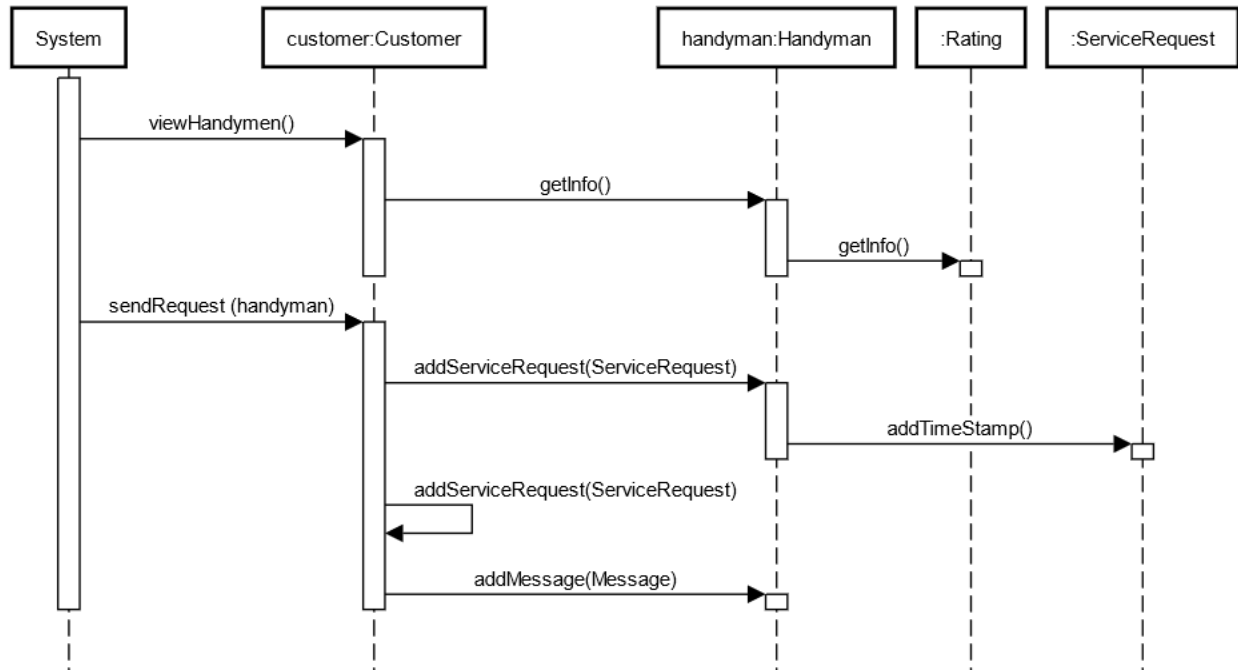 System
customer:Customer
handyman:Handyman
:Rating
:ServiceRequest
viewHandymen()
getInfo()
getInfo()
sendRequest (handyman)
addServiceRequest(ServiceRequest)
addTimeStamp()
addServiceRequest(ServiceRequest)
addMessage(Message)